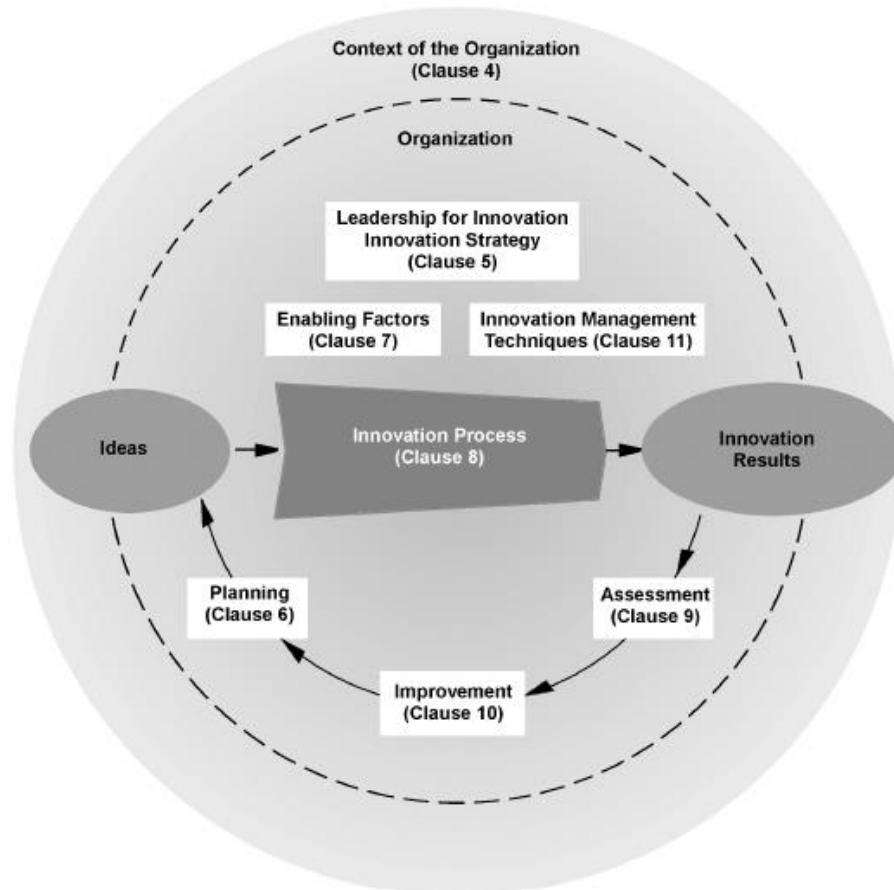 Context of the Organization
(Clause 4)
Organization
Leadership for Innovation
Innovation Strategy
(Clause 5)
Enabling Factors
(Clause 7)
Innovation Management
Techniques (Clause 11)
Ideas
Innovation Process
(Clause 8)
Innovation
Results
Planning
(Clause 6)
Assessment
(Clause 9)
Improvement
(Clause 10)